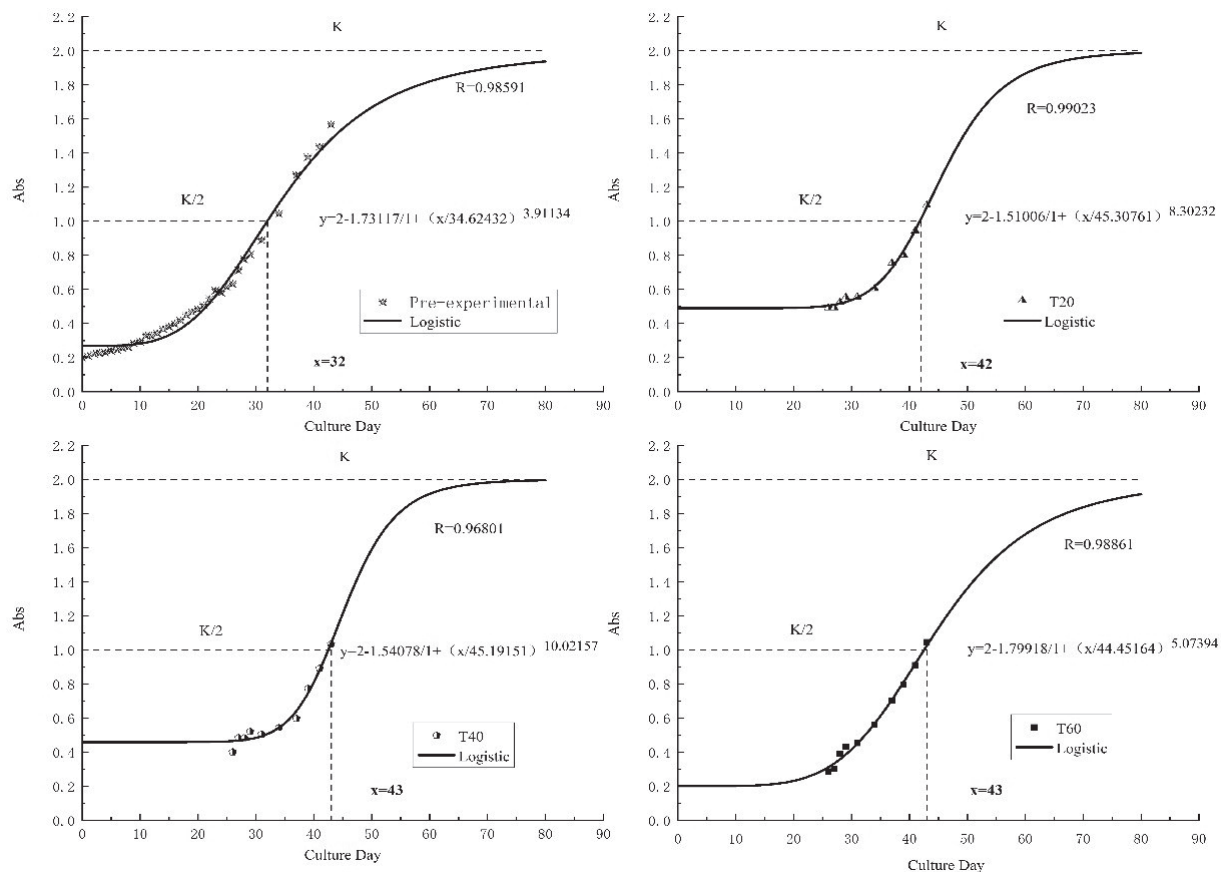 K
2.2
2.0
1.8
1.6
1.4
1.2
1.0
0.8
0.6
0.4
0.2
0.0
Abs
R=0.98591
K/2
y=2-1.73117/1+（x/34.62432）3.91134
Pre-experimental
Logistic
x=32
0 10 20 30 40 50 60 70 80 90
Culture Day
K
2.2
2.0
1.8
1.6
1.4
1.2
1.0
0.8
0.6
0.4
0.2
0.0
Abs
R=0.99023
K/2
y=2-1.51006/1+（x/45.30761）8.30232
T20
Logistic
x=42
0 10 20 30 40 50 60 70 80 90
Culture Day
K
2.2
2.0
1.8
1.6
1.4
1.2
1.0
0.8
0.6
0.4
0.2
0.0
Abs
R=0.96801
K/2
y=2-1.54078/1+（x/45.19151）10.02157
T40
Logistic
x=43
0 10 20 30 40 50 60 70 80 90
Culture Day
K
2.2
2.0
1.8
1.6
1.4
1.2
1.0
0.8
0.6
0.4
0.2
0.0
Abs
R=0.98861
K/2
y=2-1.79918/1+（x/44.45164）5.07394
T60
Logistic
x=43
0 10 20 30 40 50 60 70 80 90
Culture Day